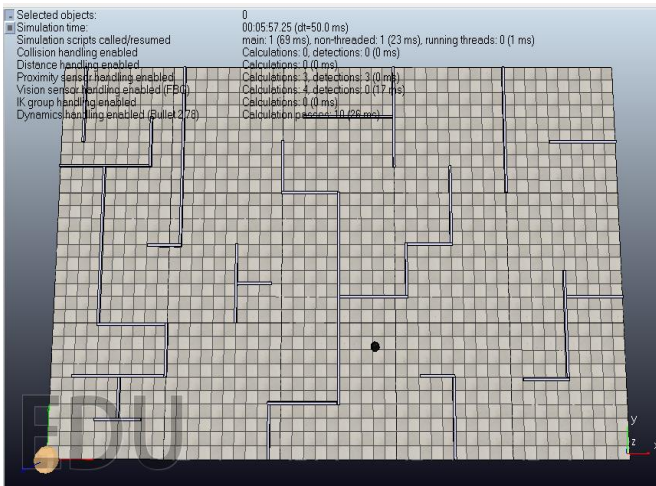 Selected objects: 0
Simulation time: 00:05:57.25 (dt=50.0 ms)
Simulation scripts called/resumed main: 1 (69 ms), non-threaded: 1 (23 ms), running threads: 0 (1 ms)
Collision handling enabled Calculations: 0, detections: 0 (0 ms)
Distance handling enabled Calculations: 0 (0 ms)
Proximity sensor handling enabled Calculations: 3, detections: 3 (0 ms)
Vision sensor handling enabled (FBO) Calculations: 4, detections: 0 (17 ms)
IK group handling enabled Calculations: 0 (0 ms)
Dynamics handling enabled (Bullet 2.78) Calculation passes: 10 (26 ms)
EDU
y
z
x